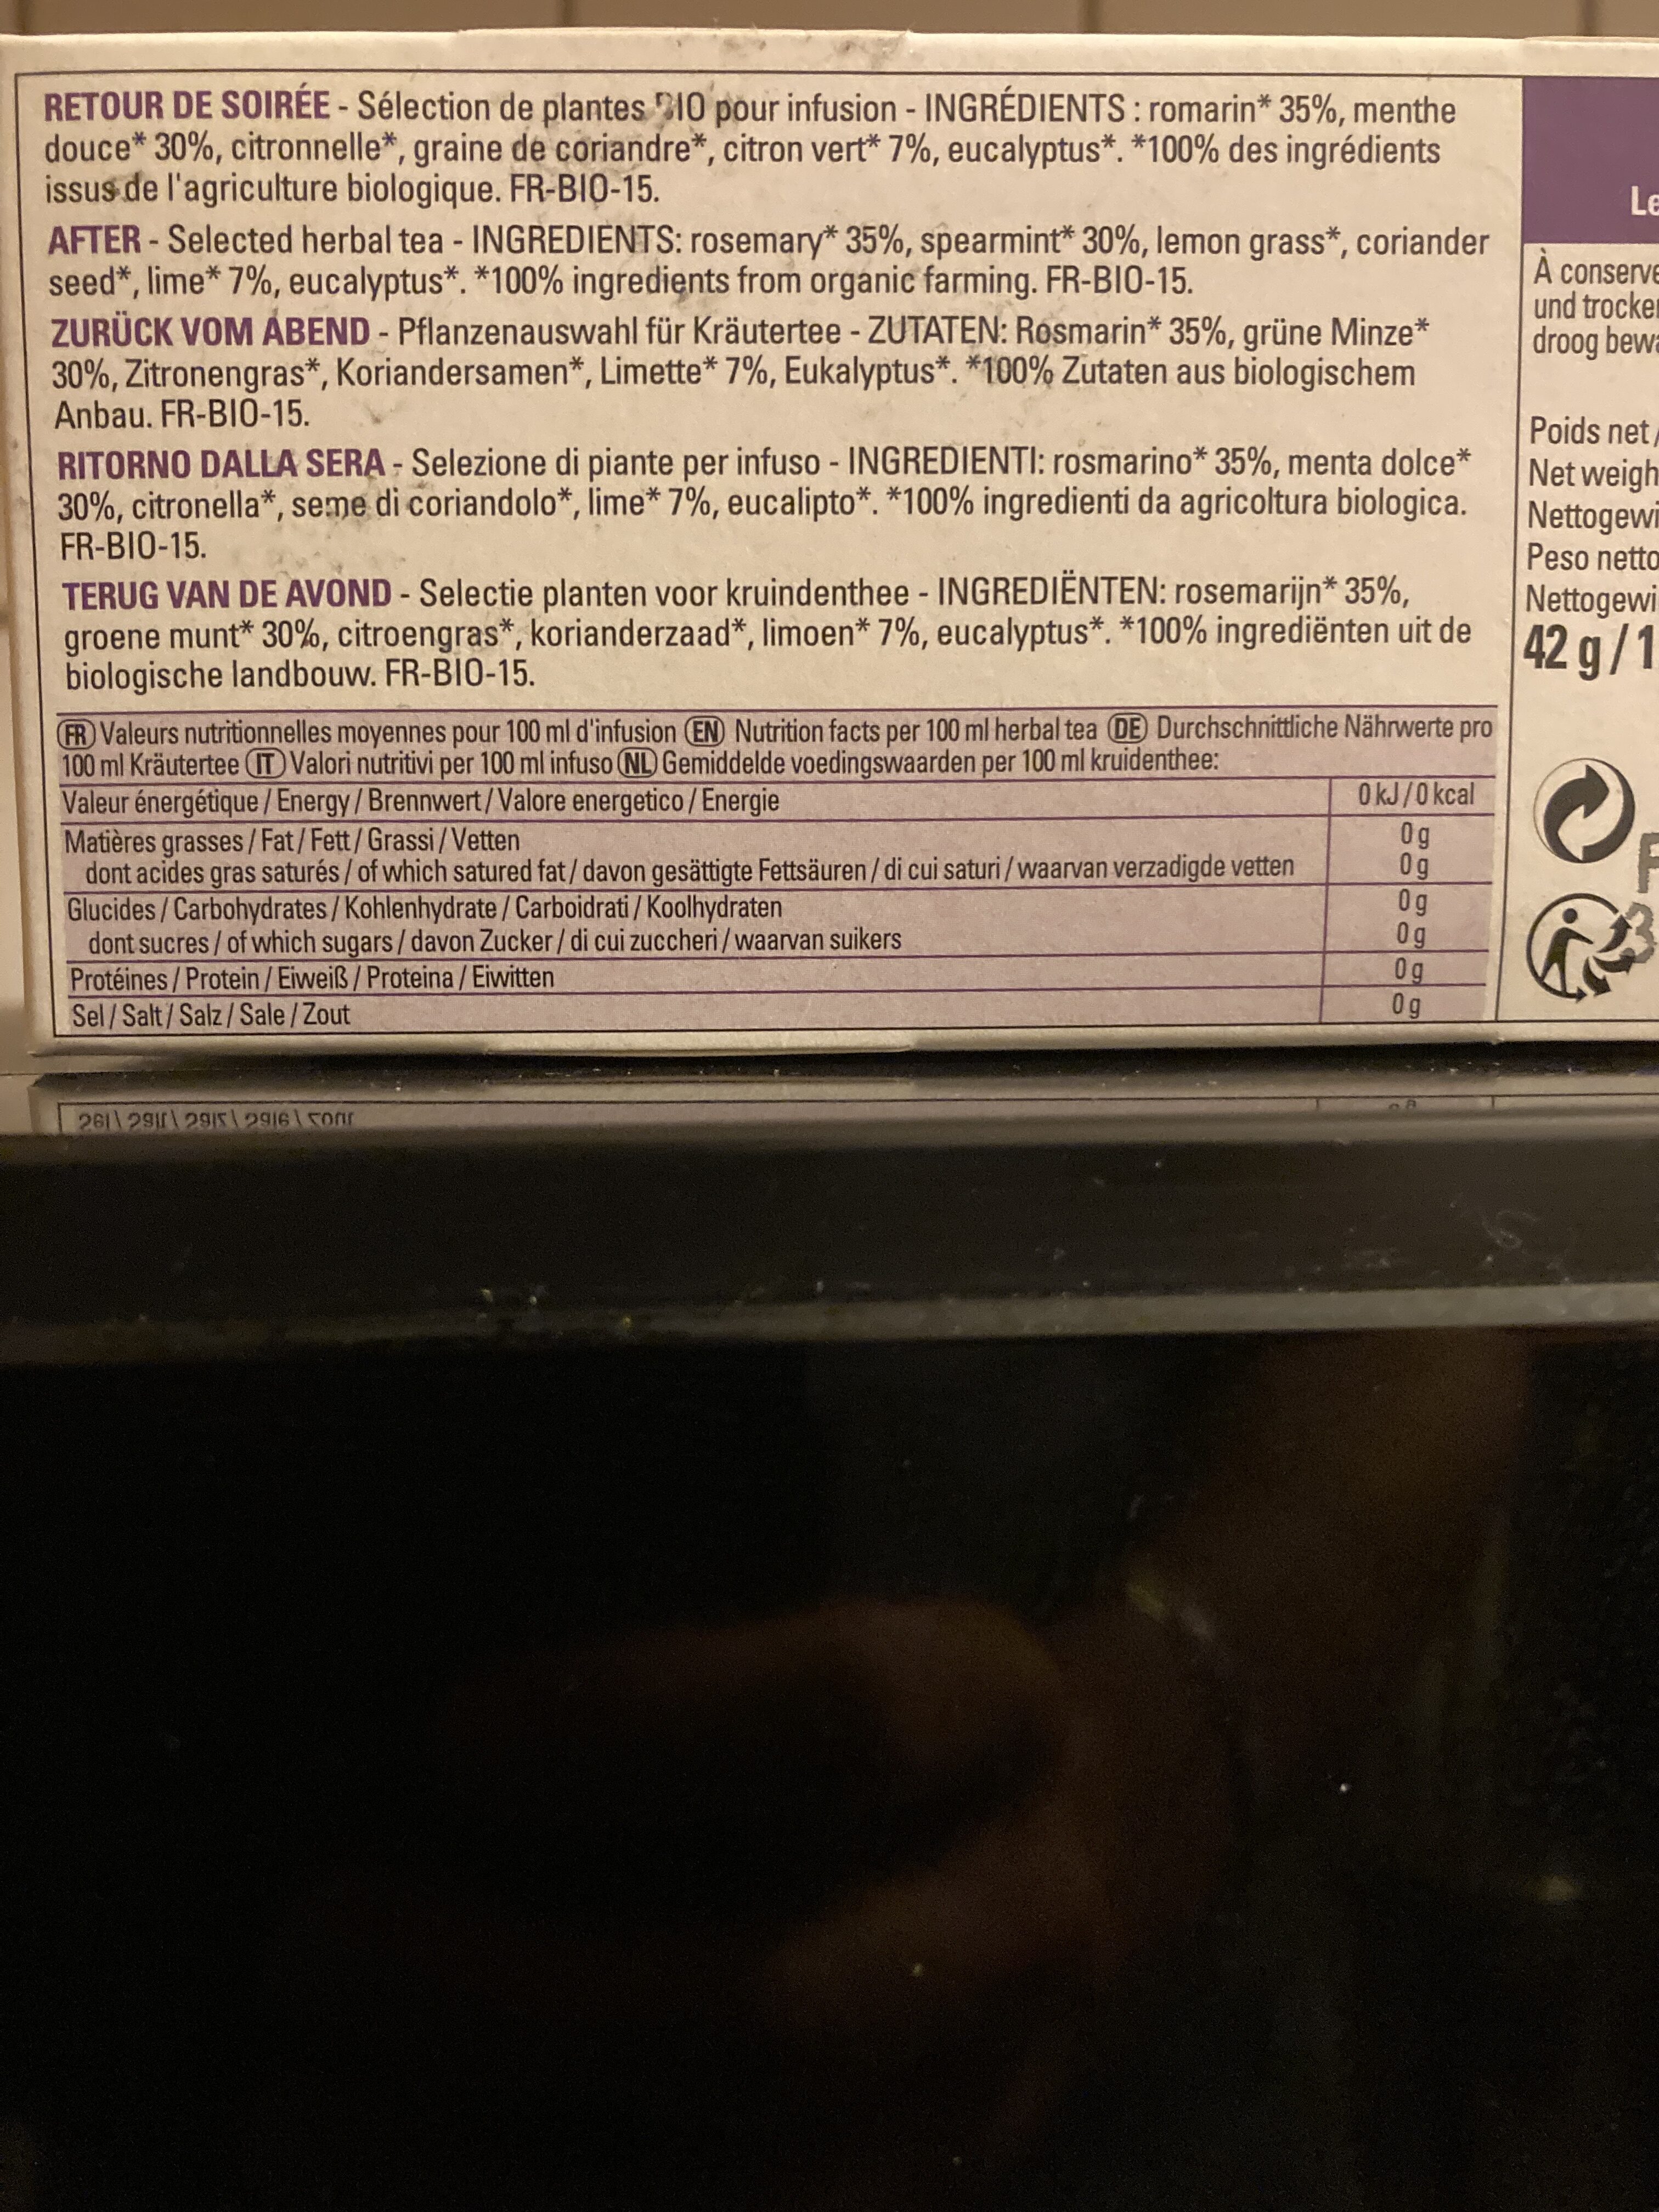 RETOUR DE SOIRÉE - Sélection de plantes BIO pour infusion - INGRÉDIENTS : romarin* 35%, menthe
douce* 30%, citronnelle*, graine de coriandre*, citron vert* 7%, eucalyptus*. *100% des ingrédients
issus de l'agriculture biologique. FR-BIO-15.
AFTER - Selected herbal tea - INGREDIENTS: rosemary* 35%, spearmint* 30%, lemon grass*, coriander
seed*, lime* 7%, eucalyptus*. *100% ingredients from organic farming. FR-BIO-15.
ZURÜCK VOM ABEND - Pflanzenauswahl für Kräutertee - ZUTATEN: Rosmarin* 35%, grüne Minze*
30%, Zitronengras*, Koriandersamen*, Limette* 7%, Eukalyptus*. *100% Zutaten aus biologischem
Anbau. FR-BIO-15.
RITORNO DALLA SERA - Selezione di piante per infuso - INGREDIENTI: rosmarino* 35%, menta dolce*
30%, citronella*, seme di coriandolo*, lime* 7%, eucalipto*. *100% ingredienti da agricoltura biologica.
FR-BIO-15.
TERUG VAN DE AVOND - Selectie planten voor kruindenthee - INGREDIËNTEN: rosemarijn* 35%,
groene munt* 30%, citroengras*, korianderzaad*, limoen* 7%, eucalyptus*. *100% ingrediënten uit de
biologische landbouw. FR-BIO-15.
FR Valeurs nutritionnelles moyennes pour 100 ml d'infusion EN Nutrition facts per 100 ml herbal tea DE Durchschnittliche Nährwerte pro
100 ml Kräutertee IT Valori nutritivi per 100 ml infuso NL Gemiddelde voedingswaarden per 100 ml kruidenthee:
Valeur énergétique / Energy / Brennwert / Valore energetico / Energie 0 kJ / 0 kcal
Matières grasses / Fat / Fett / Grassi / Vetten 0 g
dont acides gras saturés / of which satured fat / davon gesättigte Fettsäuren / di cui saturi / waarvan verzadigde vetten 0 g
Glucides / Carbohydrates / Kohlenhydrate / Carboidrati / Koolhydraten 0 g
dont sucres / of which sugars / davon Zucker / di cui zuccheri / waarvan suikers 0 g
Protéines / Protein / Eiweiß / Proteina / Eiwitten 0 g
Sel / Salt / Salz / Sale / Zout 0 g
Le
À conserve
und trocke
droog bew
Poids net /
Net weigh
Nettogewi
Peso netto
Nettogewi
42 g / 1